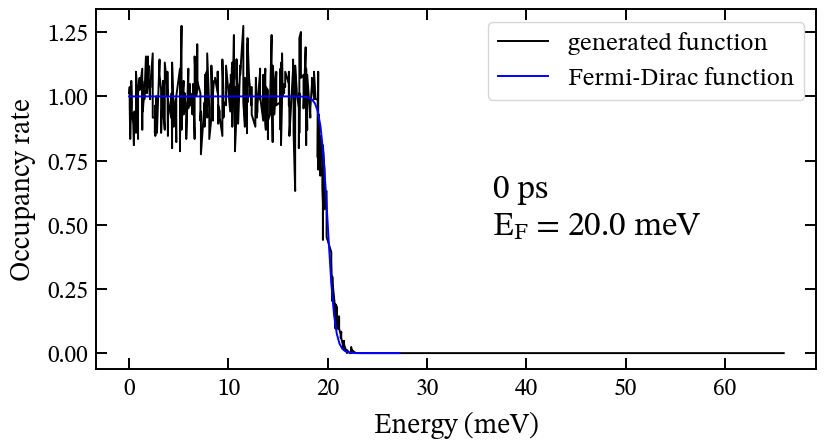 1.25
1.00
0.75
0.50
0.25
0.00
Occupancy rate
generated function
Fermi-Dirac function
0 ps
E_F = 20.0 meV
0 10 20 30 40 50 60
Energy (meV)